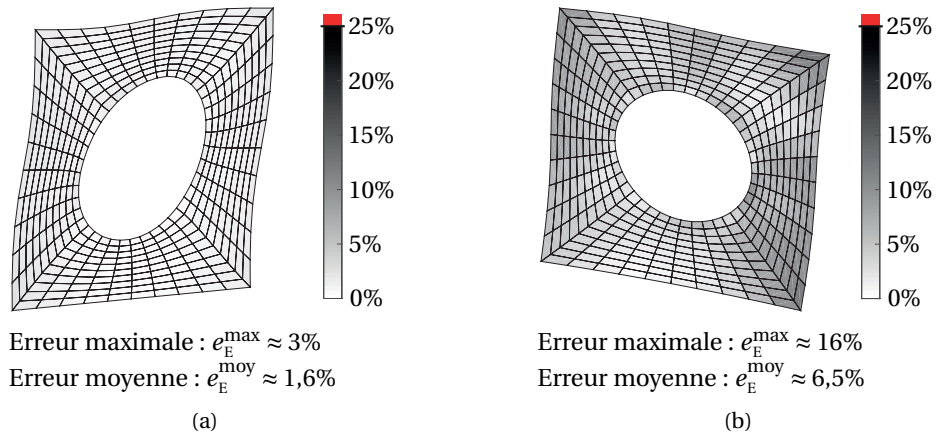 25%
20%
15%
10%
5%
0%
Erreur maximale : e_E^max ≈ 3%
Erreur moyenne : e_E^moy ≈ 1,6%
(a)
25%
20%
15%
10%
5%
0%
Erreur maximale : e_E^max ≈ 16%
Erreur moyenne : e_E^moy ≈ 6,5%
(b)